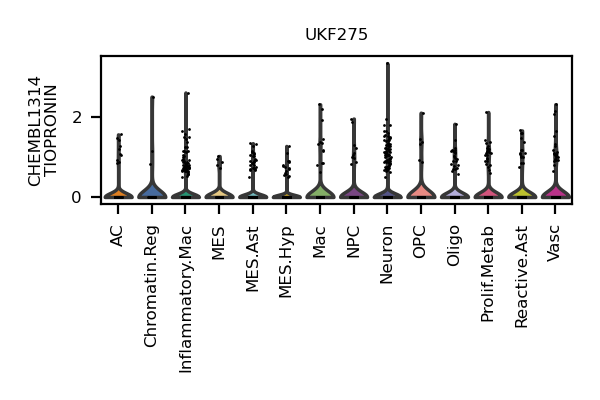 UKF275
CHEMBL1314
TIOPRONIN
2
0
AC
Chromatin.Reg
Inflammatory.Mac
MES
MES.Ast
MES.Hyp
Mac
NPC
Neuron
OPC
Oligo
Prolif.Metab
Reactive.Ast
Vasc